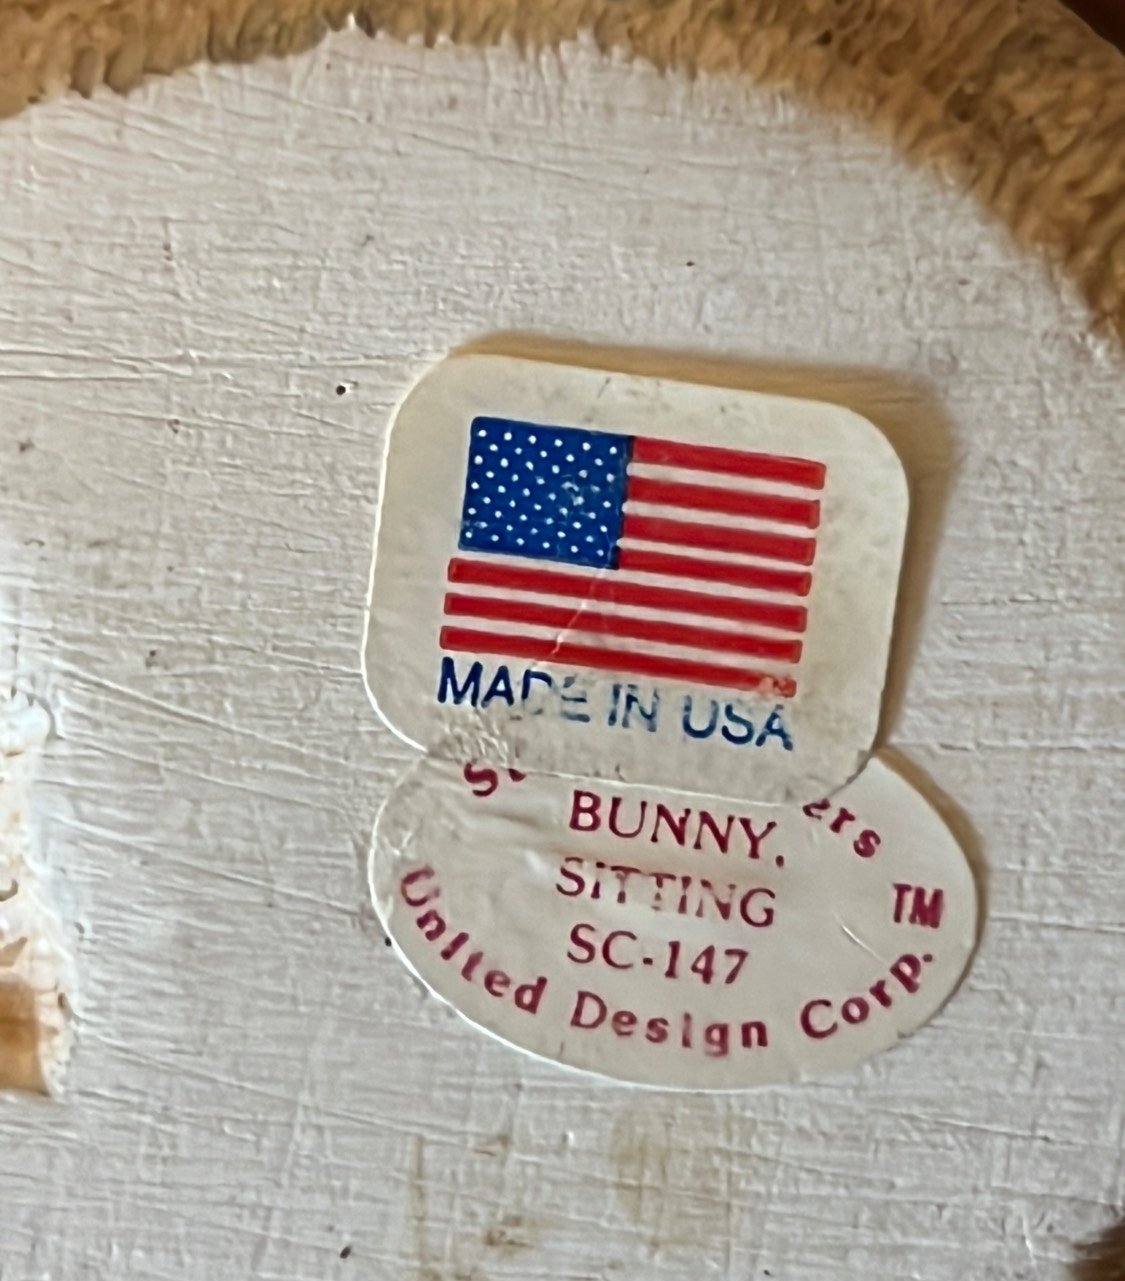 MADE IN USA
BUNNY,
SITTING
SC-147
TM
United Design Corp.